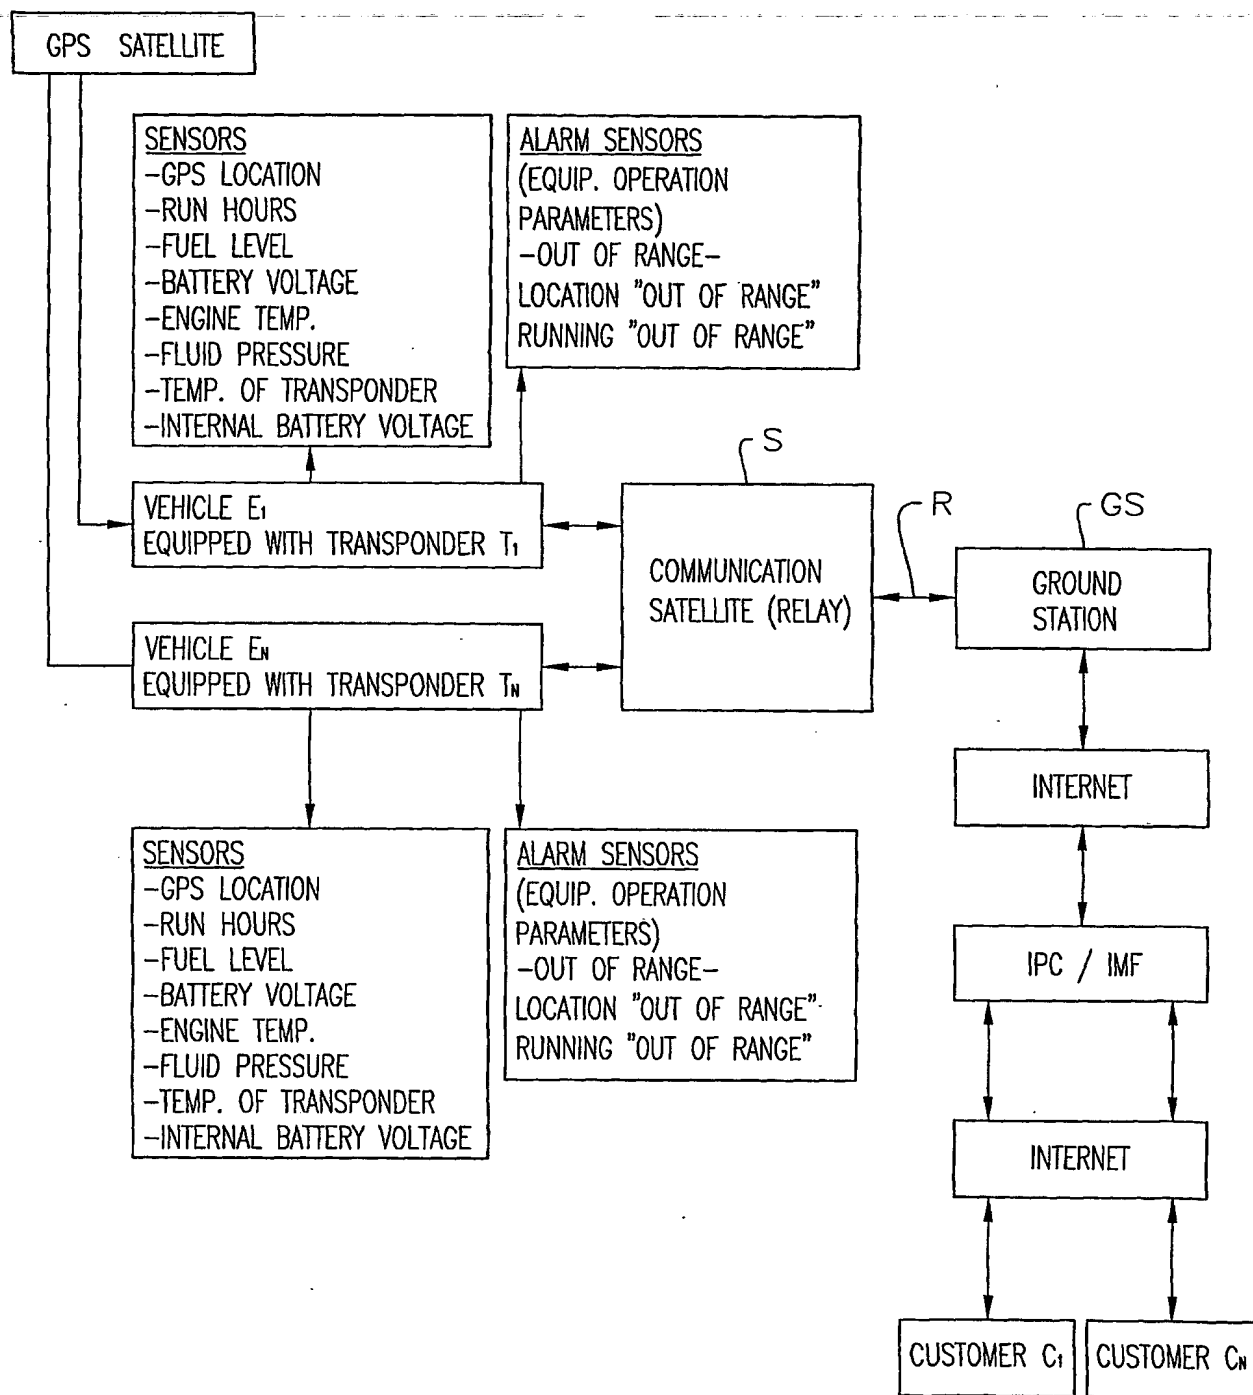 GPS SATELLITE
SENSORS
-GPS LOCATION
-RUN HOURS
-FUEL LEVEL
-BATTERY VOLTAGE
-ENGINE TEMP.
-FLUID PRESSURE
-TEMP. OF TRANSPONDER
-INTERNAL BATTERY VOLTAGE
ALARM SENSORS
(EQUIP. OPERATION
PARAMETERS)
-OUT OF RANGE-
LOCATION "OUT OF RANGE"
RUNNING "OUT OF RANGE"
VEHICLE E1
EQUIPPED WITH TRANSPONDER T1
VEHICLE EN
EQUIPPED WITH TRANSPONDER TN
S
COMMUNICATION
SATELLITE (RELAY)
R
GS
GROUND
STATION
INTERNET
IPC / IMF
INTERNET
CUSTOMER C1
CUSTOMER CN
SENSORS
-GPS LOCATION
-RUN HOURS
-FUEL LEVEL
-BATTERY VOLTAGE
-ENGINE TEMP.
-FLUID PRESSURE
-TEMP. OF TRANSPONDER
-INTERNAL BATTERY VOLTAGE
ALARM SENSORS
(EQUIP. OPERATION
PARAMETERS)
-OUT OF RANGE-
LOCATION "OUT OF RANGE"
RUNNING "OUT OF RANGE"